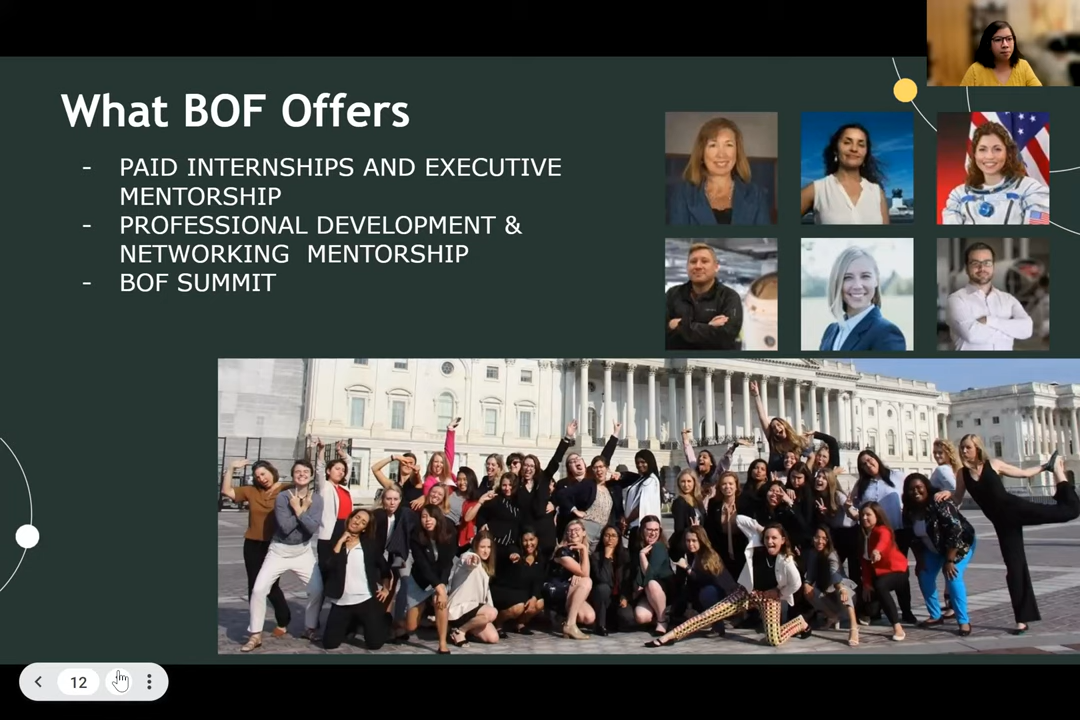 What BOF Offers
- PAID INTERNSHIPS AND EXECUTIVE
MENTORSHIP
- PROFESSIONAL DEVELOPMENT &
NETWORKING  MENTORSHIP
- BOF SUMMIT
12